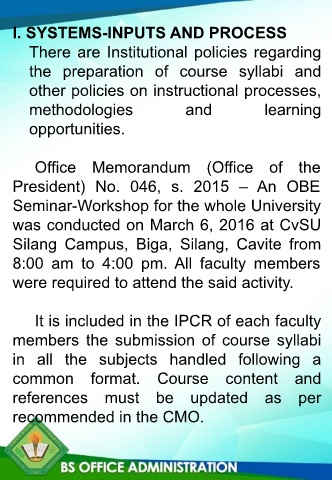 I. SYSTEMS-INPUTS AND PROCESS
There are Institutional policies regarding
the preparation of course syllabi and
other policies on instructional processes,
methodologies and learning
opportunities.
Office Memorandum (Office of the
President) No. 046, s. 2015 – An OBE
Seminar-Workshop for the whole University
was conducted on March 6, 2016 at CvSU
Silang Campus, Biga, Silang, Cavite from
8:00 am to 4:00 pm. All faculty members
were required to attend the said activity.
It is included in the IPCR of each faculty
members the submission of course syllabi
in all the subjects handled following a
common format. Course content and
references must be updated as per
recommended in the CMO.
BS OFFICE ADMINISTRATION